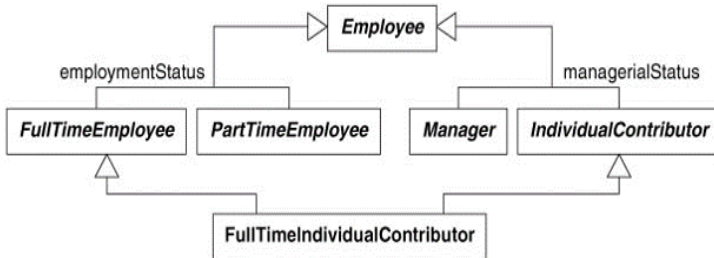 Employee
employmentStatus
managerialStatus
FullTimeEmployee
PartTimeEmployee
Manager
IndividualContributor
FullTimeIndividualContributor